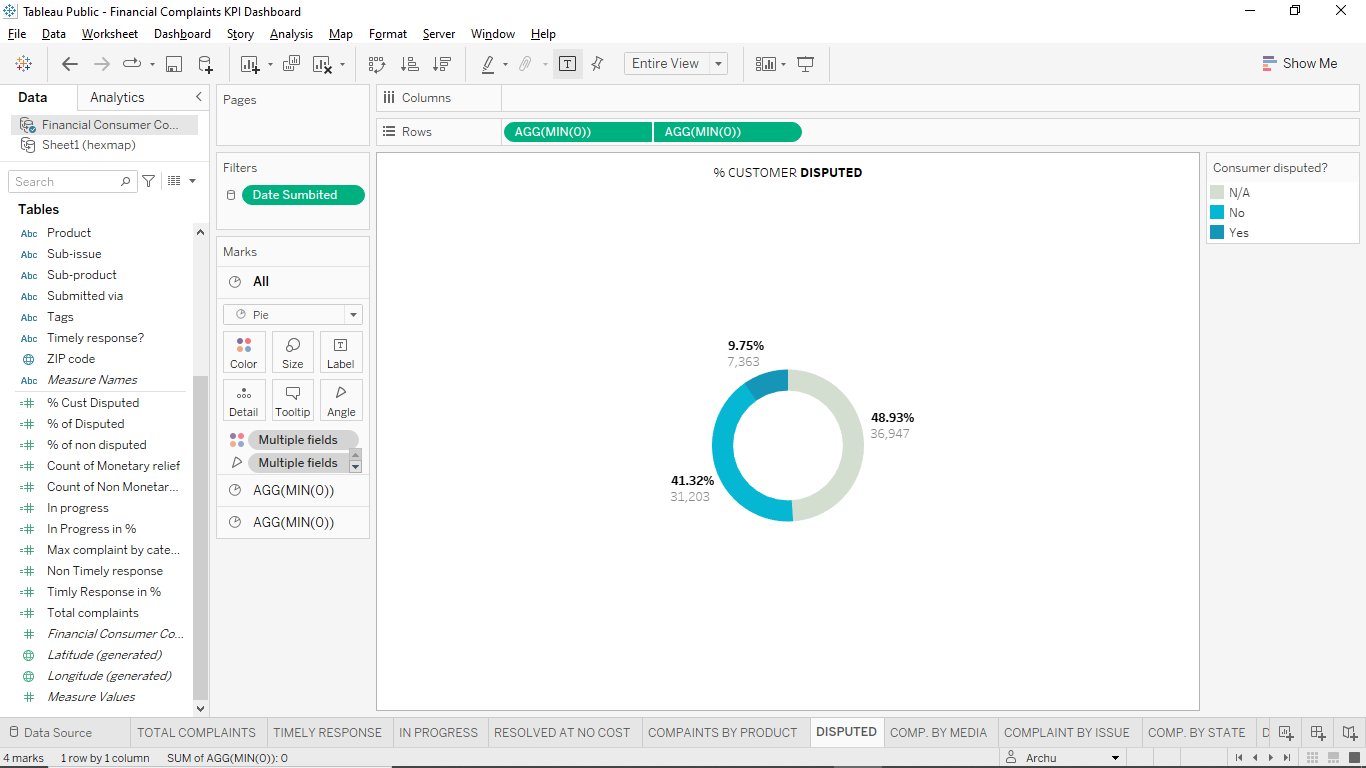 Tableau Public - Financial Complaints KPI Dashboard
File Data Worksheet Dashboard Story Analysis Map Format Server Window Help
Entire View
Show Me
Data Analytics
Financial Consumer Co...
Sheet1 (hexmap)
Search
Tables
Abc Product
Abc Sub-issue
Abc Sub-product
Abc Submitted via
Abc Tags
Abc Timely response?
ZIP code
Abc Measure Names
=# % Cust Disputed
=# % of Disputed
=# % of non disputed
=# Count of Monetary relief
=# Count of Non Monetar...
=# In progress
=# In Progress in %
=# Max complaint by cate...
=# Non Timely response
=# Timly Response in %
=# Total complaints
# Financial Consumer Co...
Latitude (generated)
Longitude (generated)
# Measure Values
Pages
Filters
Date Sumbited
Marks
All
Pie
Color Size Label
Detail Tooltip Angle
Multiple fields
Multiple fields
AGG(MIN(0))
AGG(MIN(0))
Columns
Rows AGG(MIN(0)) AGG(MIN(0))
% CUSTOMER DISPUTED
9.75%
7,363
48.93%
36,947
41.32%
31,203
Consumer disputed?
N/A
No
Yes
Data Source TOTAL COMPLAINTS TIMELY RESPONSE IN PROGRESS RESOLVED AT NO COST COMPAINTS BY PRODUCT DISPUTED COMP. BY MEDIA COMPLAINT BY ISSUE COMP. BY STATE D
4 marks 1 row by 1 column SUM of AGG(MIN(0)): 0 Archu